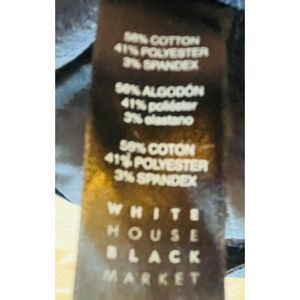 56% COTTON
41% POLYESTER
3% SPANDEX
56% ALGODÓN
41% poliéster
3% elastano
56% COTON
41% POLYESTER
3% SPANDEX
WHITE
HOUSE
BLACK
MARKET